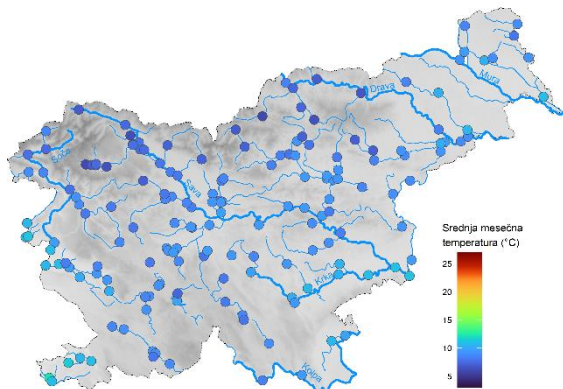 Mura
Drava
Soča
Sava
Srednja mesečna
temperatura (°C)
25
20
15
10
5
Krka
Kolpa